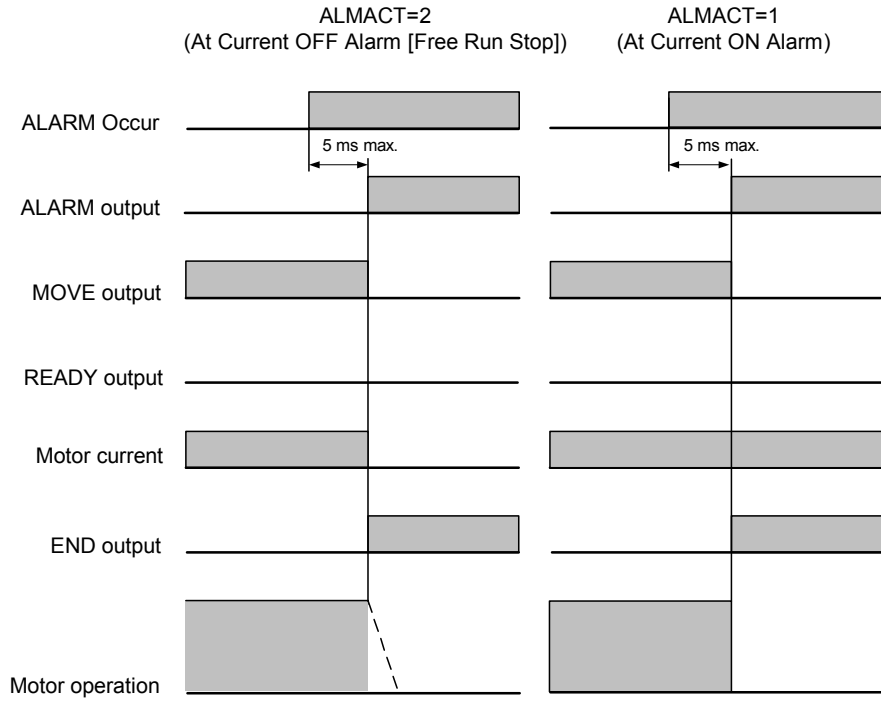 ALMACT=2
(At Current OFF Alarm [Free Run Stop])
ALMACT=1
(At Current ON Alarm)
ALARM Occur
5 ms max.
5 ms max.
ALARM output
MOVE output
READY output
Motor current
END output
Motor operation